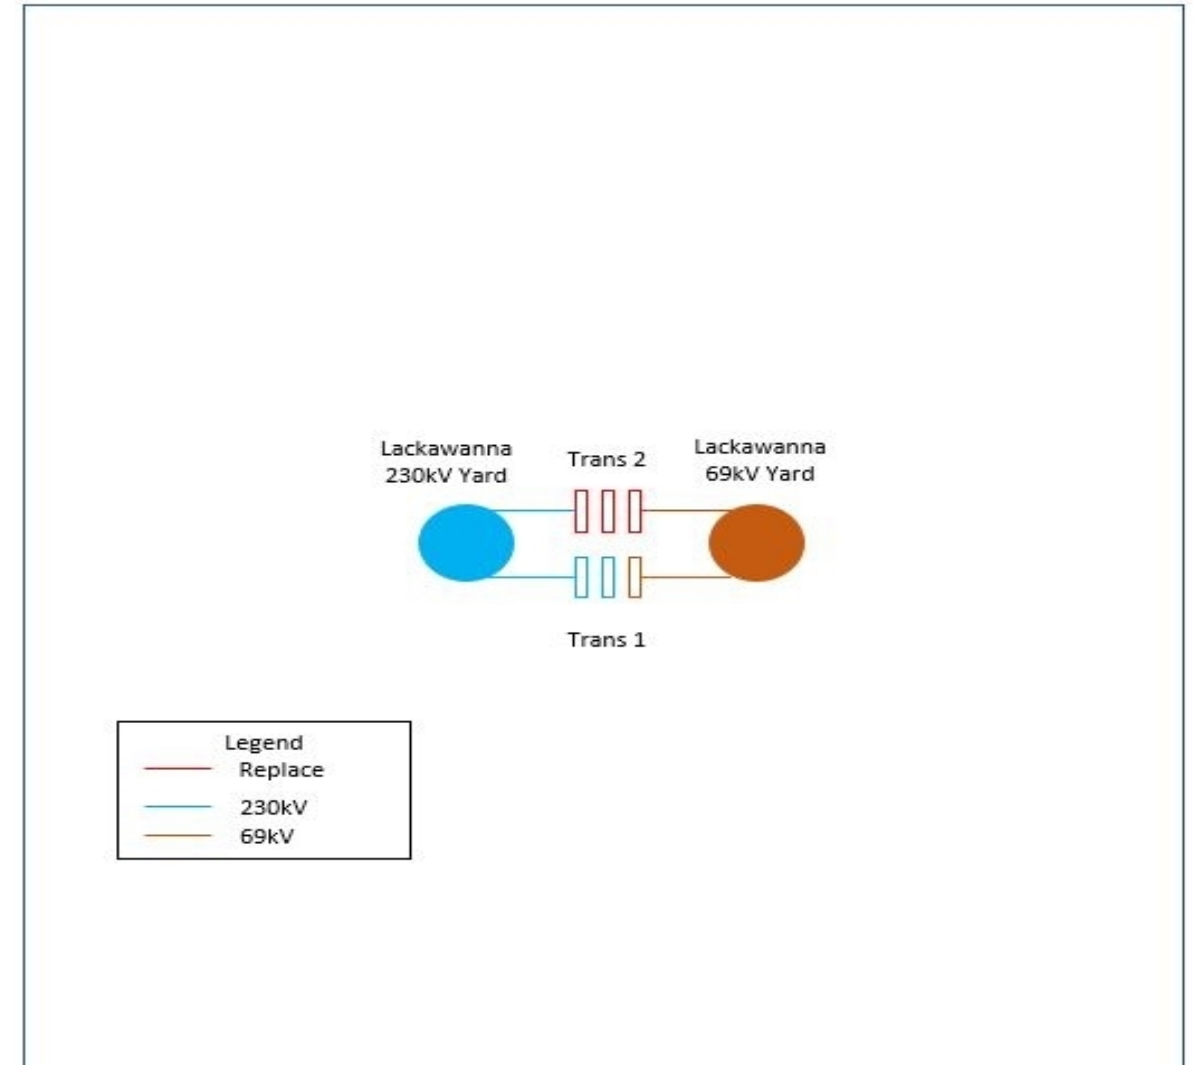 Lackawanna
230kV Yard
Trans 2
Lackawanna
69kV Yard
Trans 1
Legend
Replace
230kV
69kV